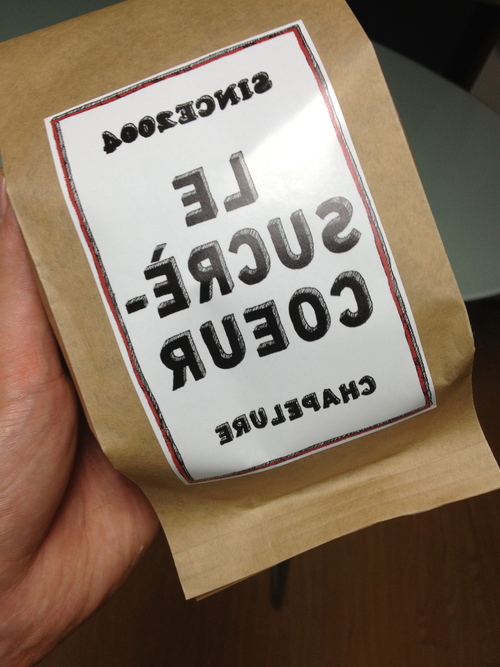 SINCE2004
LE
SUCRÉ-
COEUR
CHAPELURE